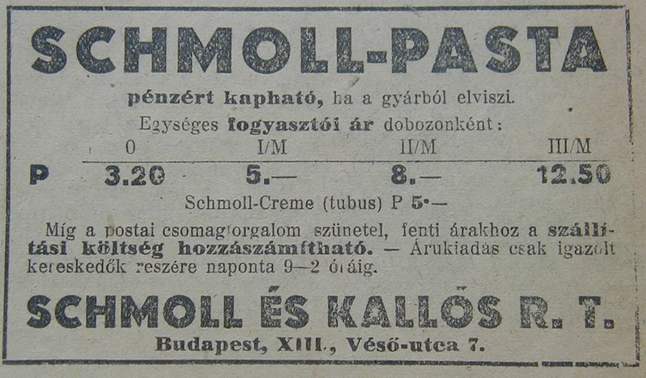 SCHMOLL-PASTA
pénzért kapható, ha a gyárból elviszi.
Egységes fogyasztói ár dobozonként:
0 I/M II/M III/M
P 3.20 5.— 8.— 12.50
Schmoll-Creme (tubus) P 5·—
Míg a postai csomagforgalom szünetel, fenti árakhoz a szállí-
tási költség hozzászámítható. — Árukiadás csak igazolt
kereskedők részére naponta 9—2 óráig.
SCHMOLL ÉS KALLÓS R. T.
Budapest, XIII., Véső-utca 7.